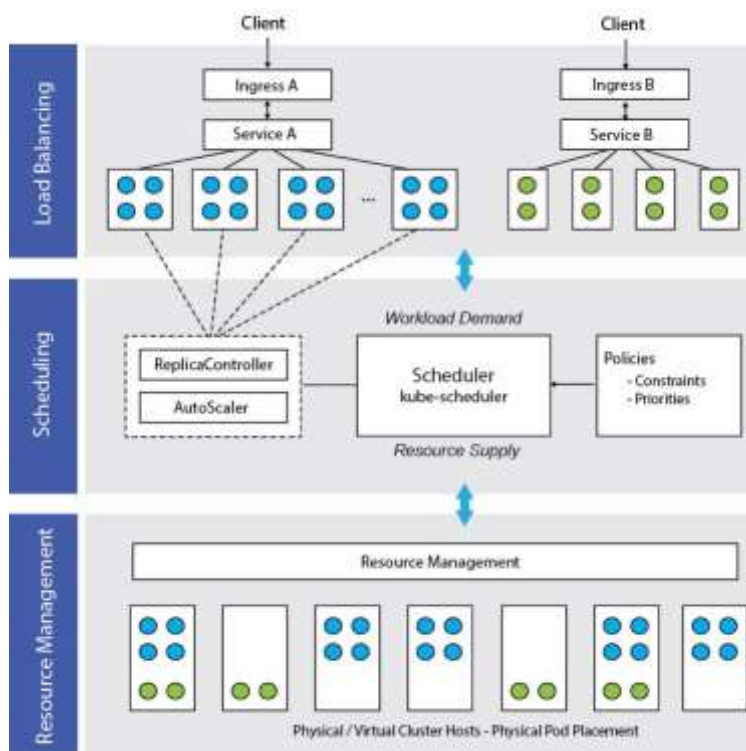 Client
Client
Load Balancing
Ingress A
Ingress B
Service A
Service B
...
Scheduling
Workload Demand
ReplicaController
AutoScaler
Scheduler
kube-scheduler
Policies
- Constraints
- Priorities
Resource Supply
Resource Management
Resource Management
Physical / Virtual Cluster Hosts - Physical Pod Placement